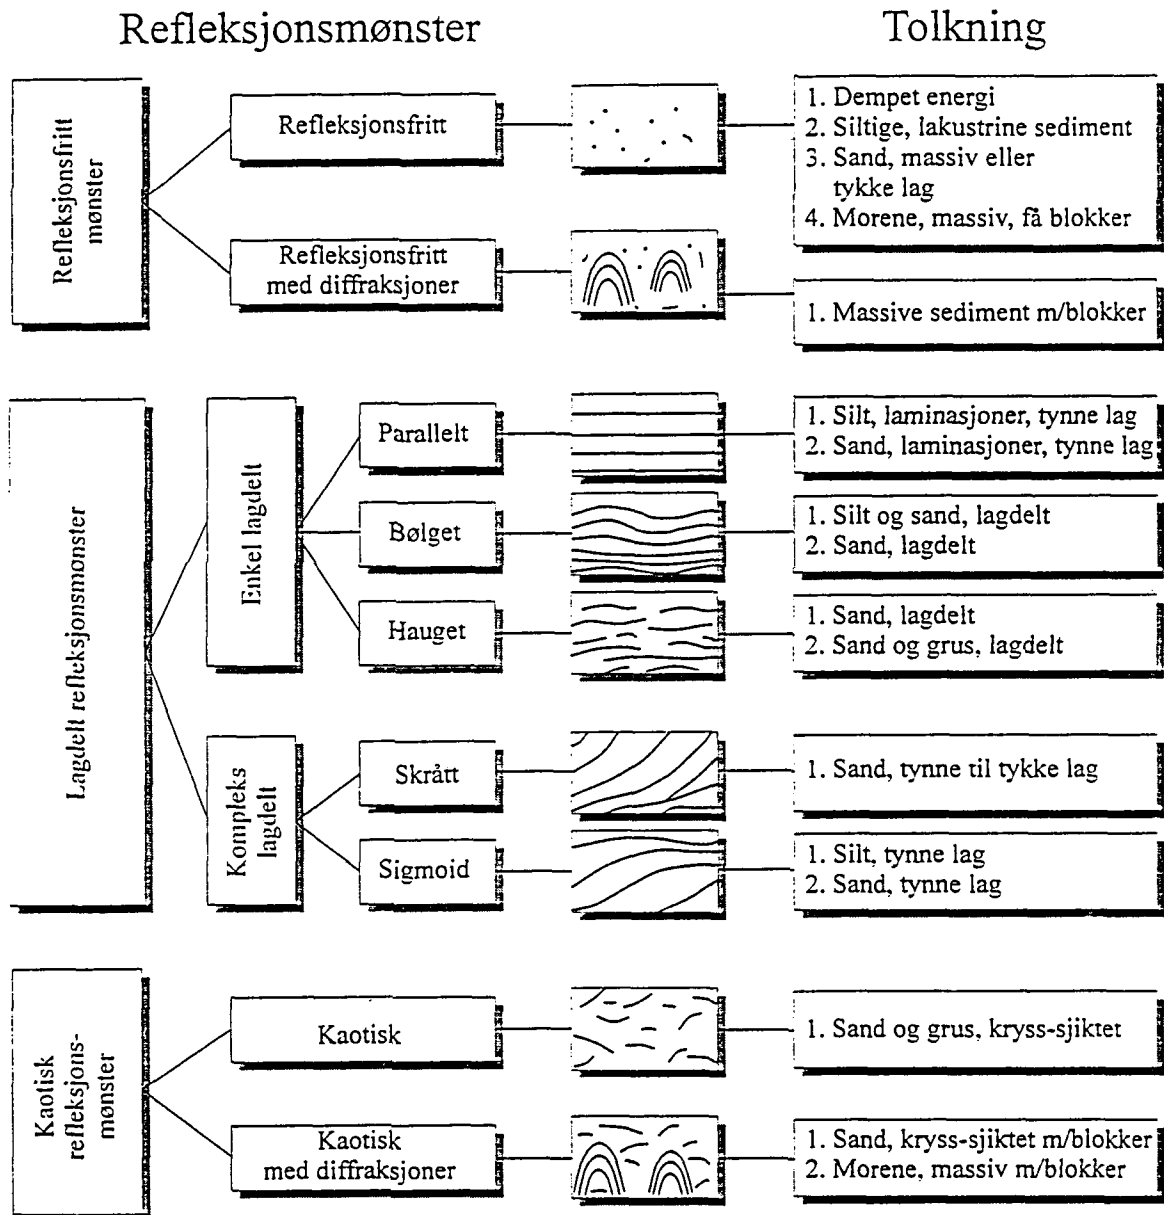 Refleksjonsmønster
Tolkning
Refleksjonsfritt
mønster
Refleksjonsfritt
1. Dempet energi
2. Siltige, lakustrine sediment
3. Sand, massiv eller
tykke lag
4. Morene, massiv, få blokker
Refleksjonsfritt
med diffraksjoner
1. Massive sediment m/blokker
Lagdelt refleksjonsmønster
Enkel lagdelt
Parallelt
1. Silt, laminasjoner, tynne lag
2. Sand, laminasjoner, tynne lag
Bølget
1. Silt og sand, lagdelt
2. Sand, lagdelt
Hauget
1. Sand, lagdelt
2. Sand og grus, lagdelt
Kompleks
lagdelt
Skrått
1. Sand, tynne til tykke lag
Sigmoid
1. Silt, tynne lag
2. Sand, tynne lag
Kaotisk
refleksjons-
mønster
Kaotisk
1. Sand og grus, kryss-sjiktet
Kaotisk
med diffraksjoner
1. Sand, kryss-sjiktet m/blokker
2. Morene, massiv m/blokker